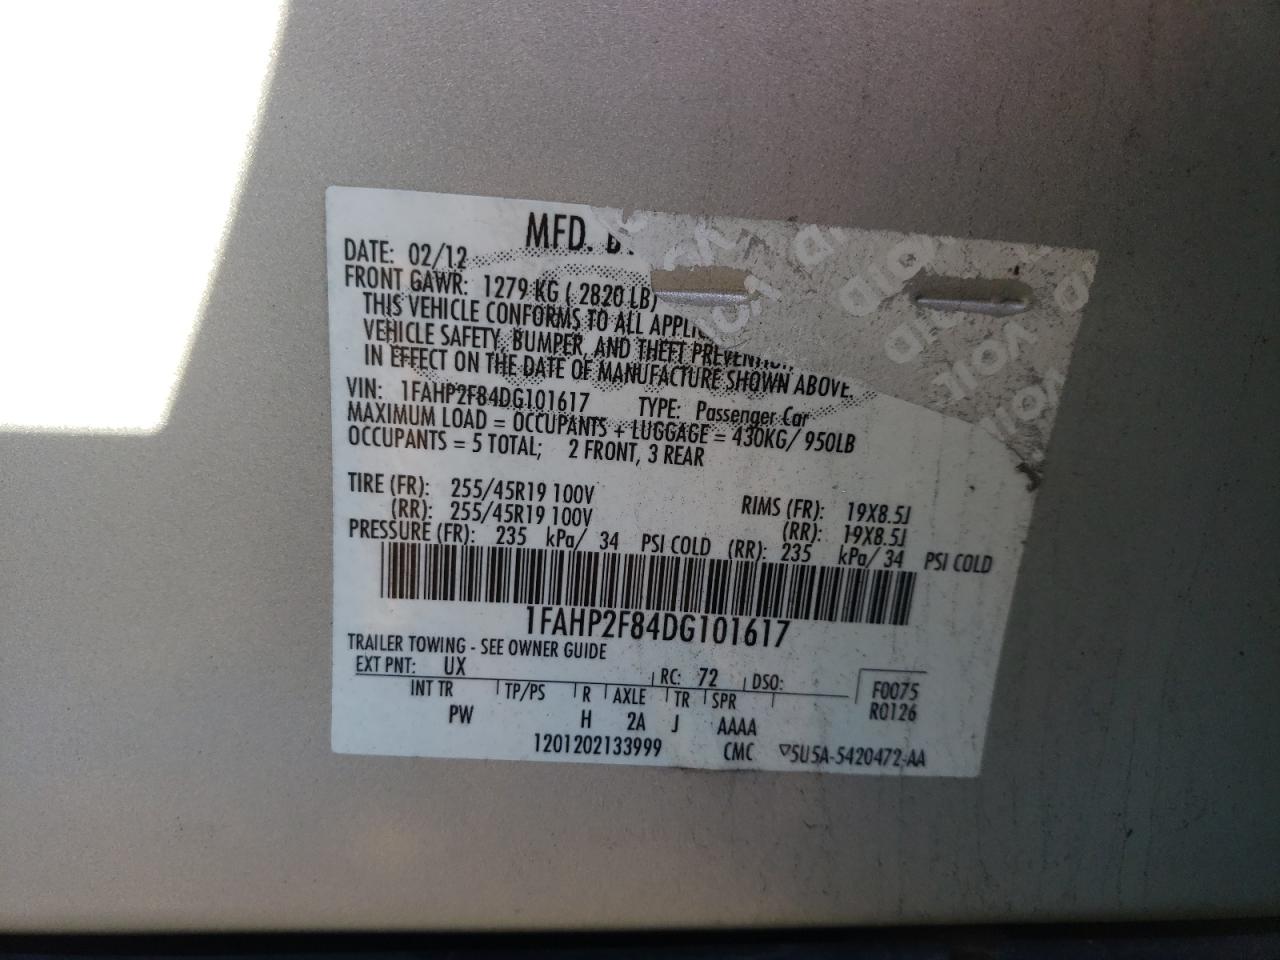 MFD. B
DATE: 02/12
FRONT GAWR: 1279 KG ( 2820 LB)
THIS VEHICLE CONFORMS TO ALL
VEHICLE SAFETY, BUMPER, AND THEFT
IN EFFECT ON THE DATE OF MANUFACTURE SHOWN ABOVE.
VIN: 1FAHP2F84DG101617 TYPE: Passenger Car
MAXIMUM LOAD = OCCUPANTS + LUGGAGE = 430KG/ 950LB
OCCUPANTS = 5 TOTAL; 2 FRONT, 3 REAR
TIRE (FR): 255/45R19 100V RIMS (FR): 19X8.5J
(RR): 255/45R19 100V (RR): 19X8.5J
PRESSURE (FR): 235 kPa/ 34 PSI COLD (RR): 235 kPa/ 34 PSI COLD
1FAHP2F84DG101617
TRAILER TOWING - SEE OWNER GUIDE
EXT PNT: UX RC: 72 DSO: F0075
INT TR TP/PS R AXLE TR SPR R0126
PW H 2A J AAAA
1201202133999 CMC ▽5U5A-5420472-AA